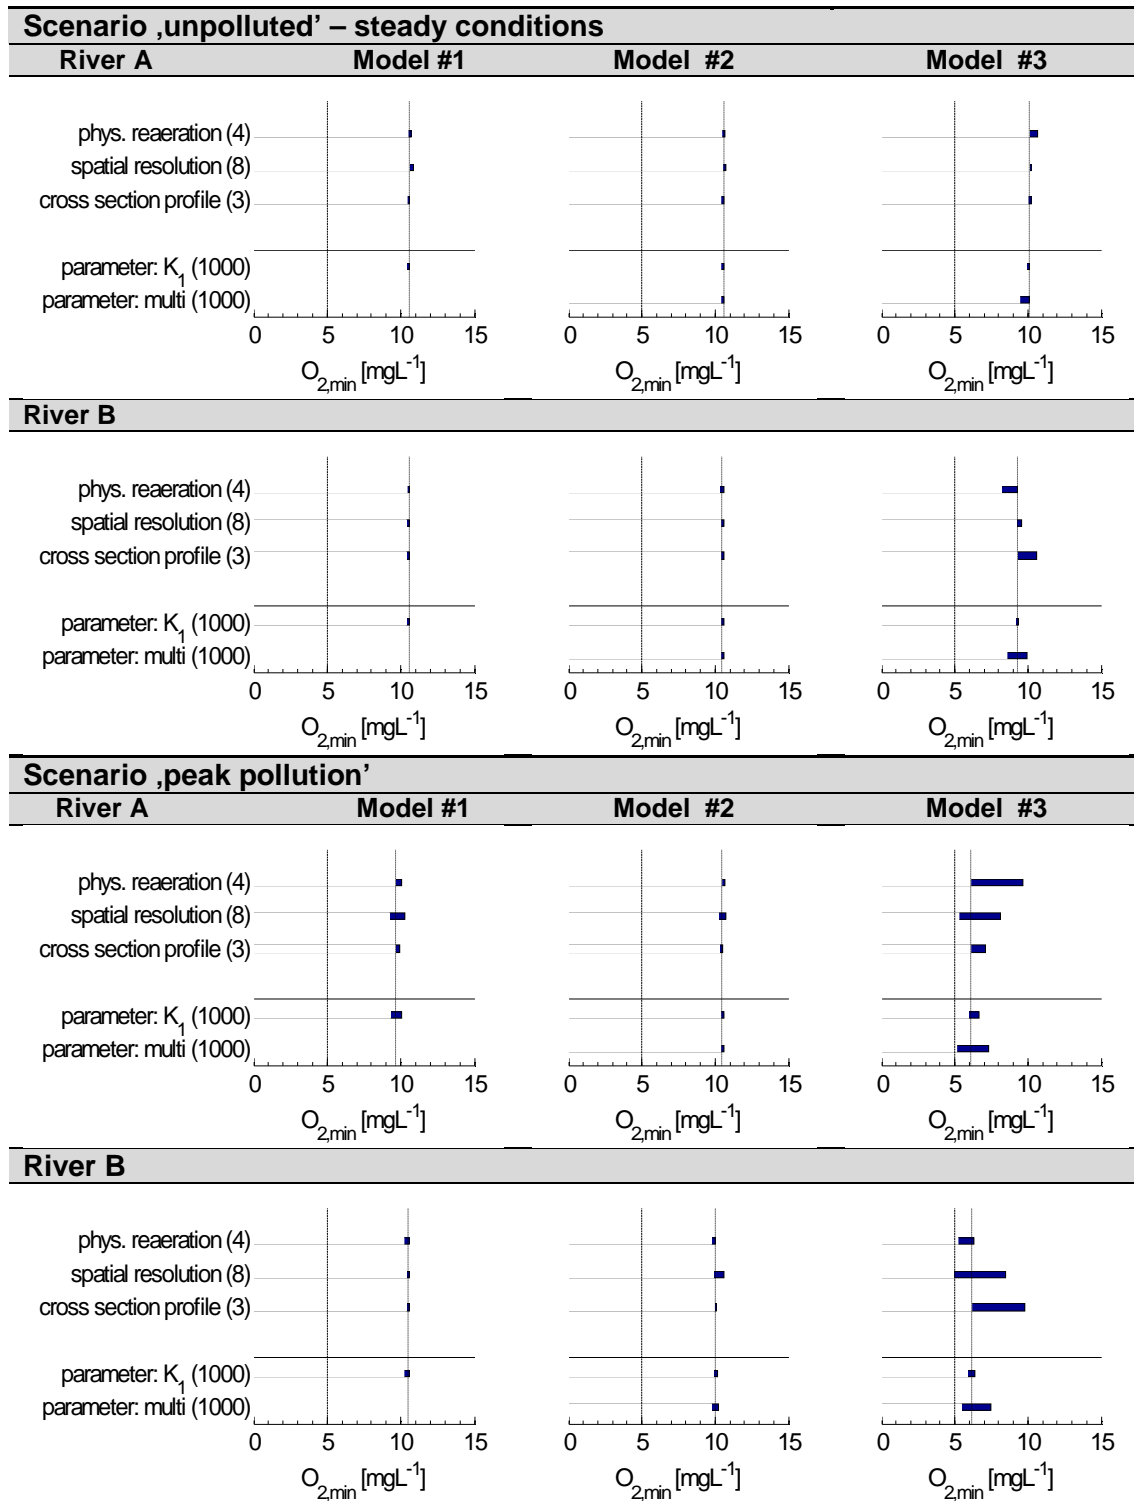 Scenario ‚unpolluted’ – steady conditions
River A Model #1 Model #2 Model #3
phys. reaeration (4)
spatial resolution (8)
cross section profile (3)
parameter: K1 (1000)
parameter: multi (1000)
0 5 10 15 0 5 10 15 0 5 10 15
O2,min [mgL-1] O2,min [mgL-1] O2,min [mgL-1]
River B
phys. reaeration (4)
spatial resolution (8)
cross section profile (3)
parameter: K1 (1000)
parameter: multi (1000)
0 5 10 15 0 5 10 15 0 5 10 15
O2,min [mgL-1] O2,min [mgL-1] O2,min [mgL-1]
Scenario ‚peak pollution’
River A Model #1 Model #2 Model #3
phys. reaeration (4)
spatial resolution (8)
cross section profile (3)
parameter: K1 (1000)
parameter: multi (1000)
0 5 10 15 0 5 10 15 0 5 10 15
O2,min [mgL-1] O2,min [mgL-1] O2,min [mgL-1]
River B
phys. reaeration (4)
spatial resolution (8)
cross section profile (3)
parameter: K1 (1000)
parameter: multi (1000)
0 5 10 15 0 5 10 15 0 5 10 15
O2,min [mgL-1] O2,min [mgL-1] O2,min [mgL-1]